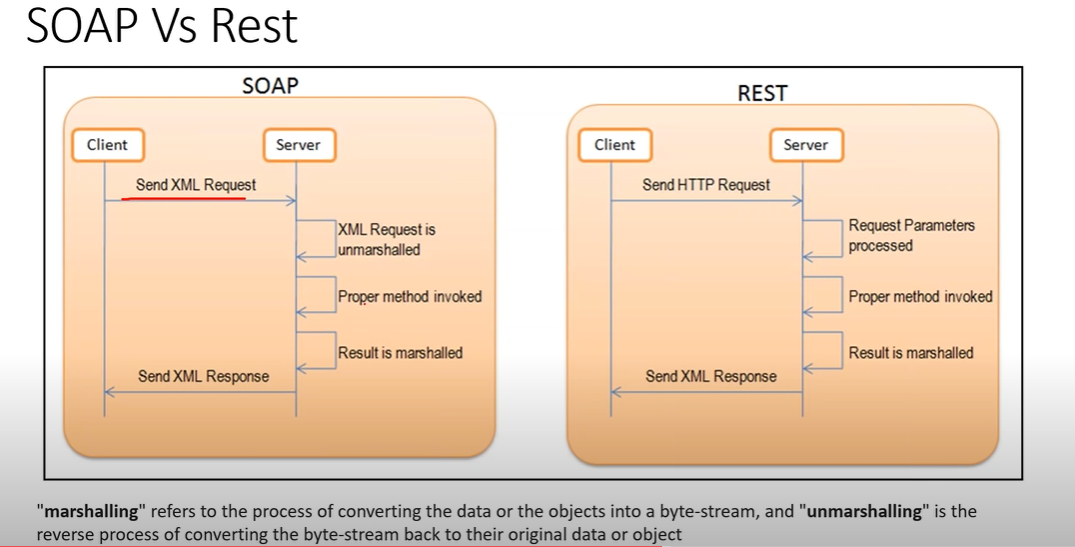 SOAP Vs Rest
SOAP
Client
Server
Send XML Request
XML Request is
unmarshalled
Proper method invoked
Result is marshalled
Send XML Response
REST
Client
Server
Send HTTP Request
Request Parameters
processed
Proper method invoked
Result is marshalled
Send XML Response
"marshalling" refers to the process of converting the data or the objects into a byte-stream, and "unmarshalling" is the
reverse process of converting the byte-stream back to their original data or object